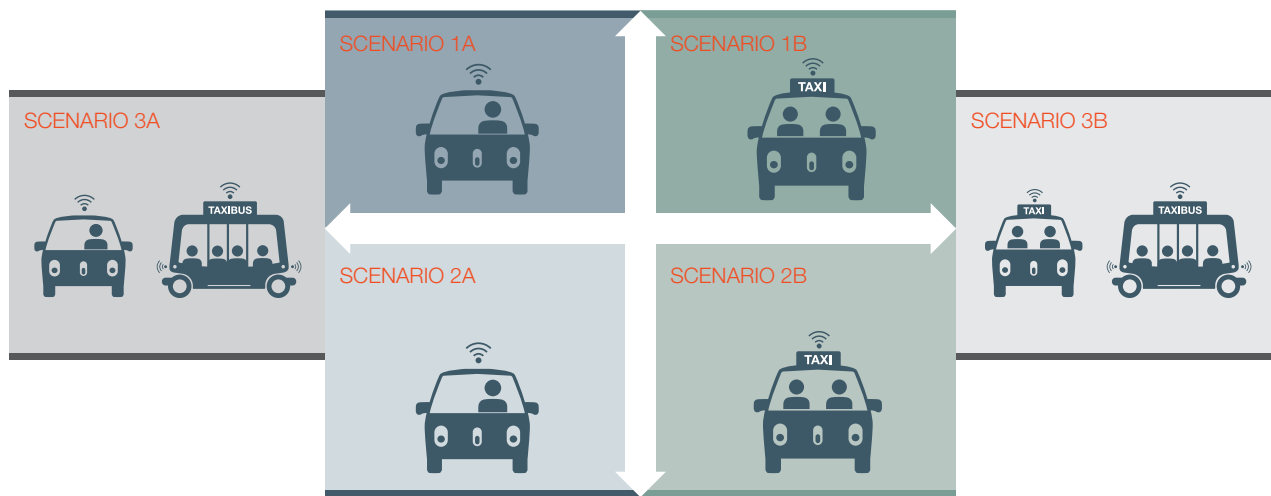 SCENARIO 1A
SCENARIO 1B
TAXI
SCENARIO 3A
TAXIBUS
SCENARIO 3B
TAXI
TAXIBUS
SCENARIO 2A
SCENARIO 2B
TAXI